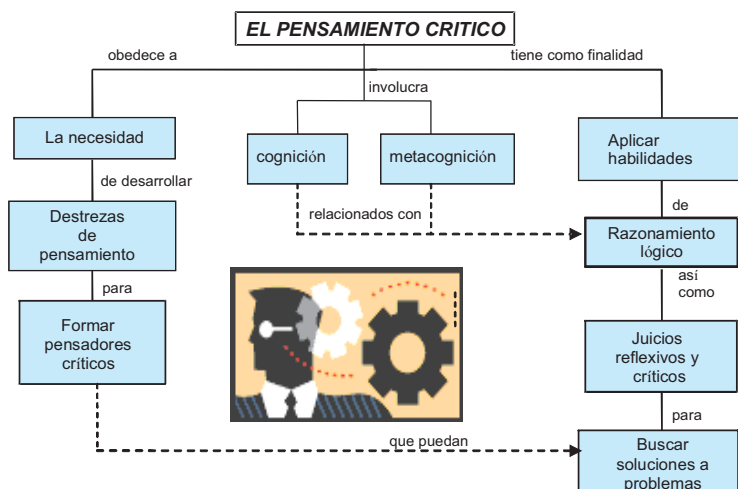 EL PENSAMIENTO CRITICO
obedece a
tiene como finalidad
involucra
La necesidad
cognición
metacognición
Aplicar
habilidades
de desarrollar
relacionados con
de
Destrezas
de
pensamiento
Razonamiento
lógico
para
así
como
Formar
pensadores
críticos
Juicios
reflexivos y
críticos
para
que puedan
Buscar
soluciones a
problemas